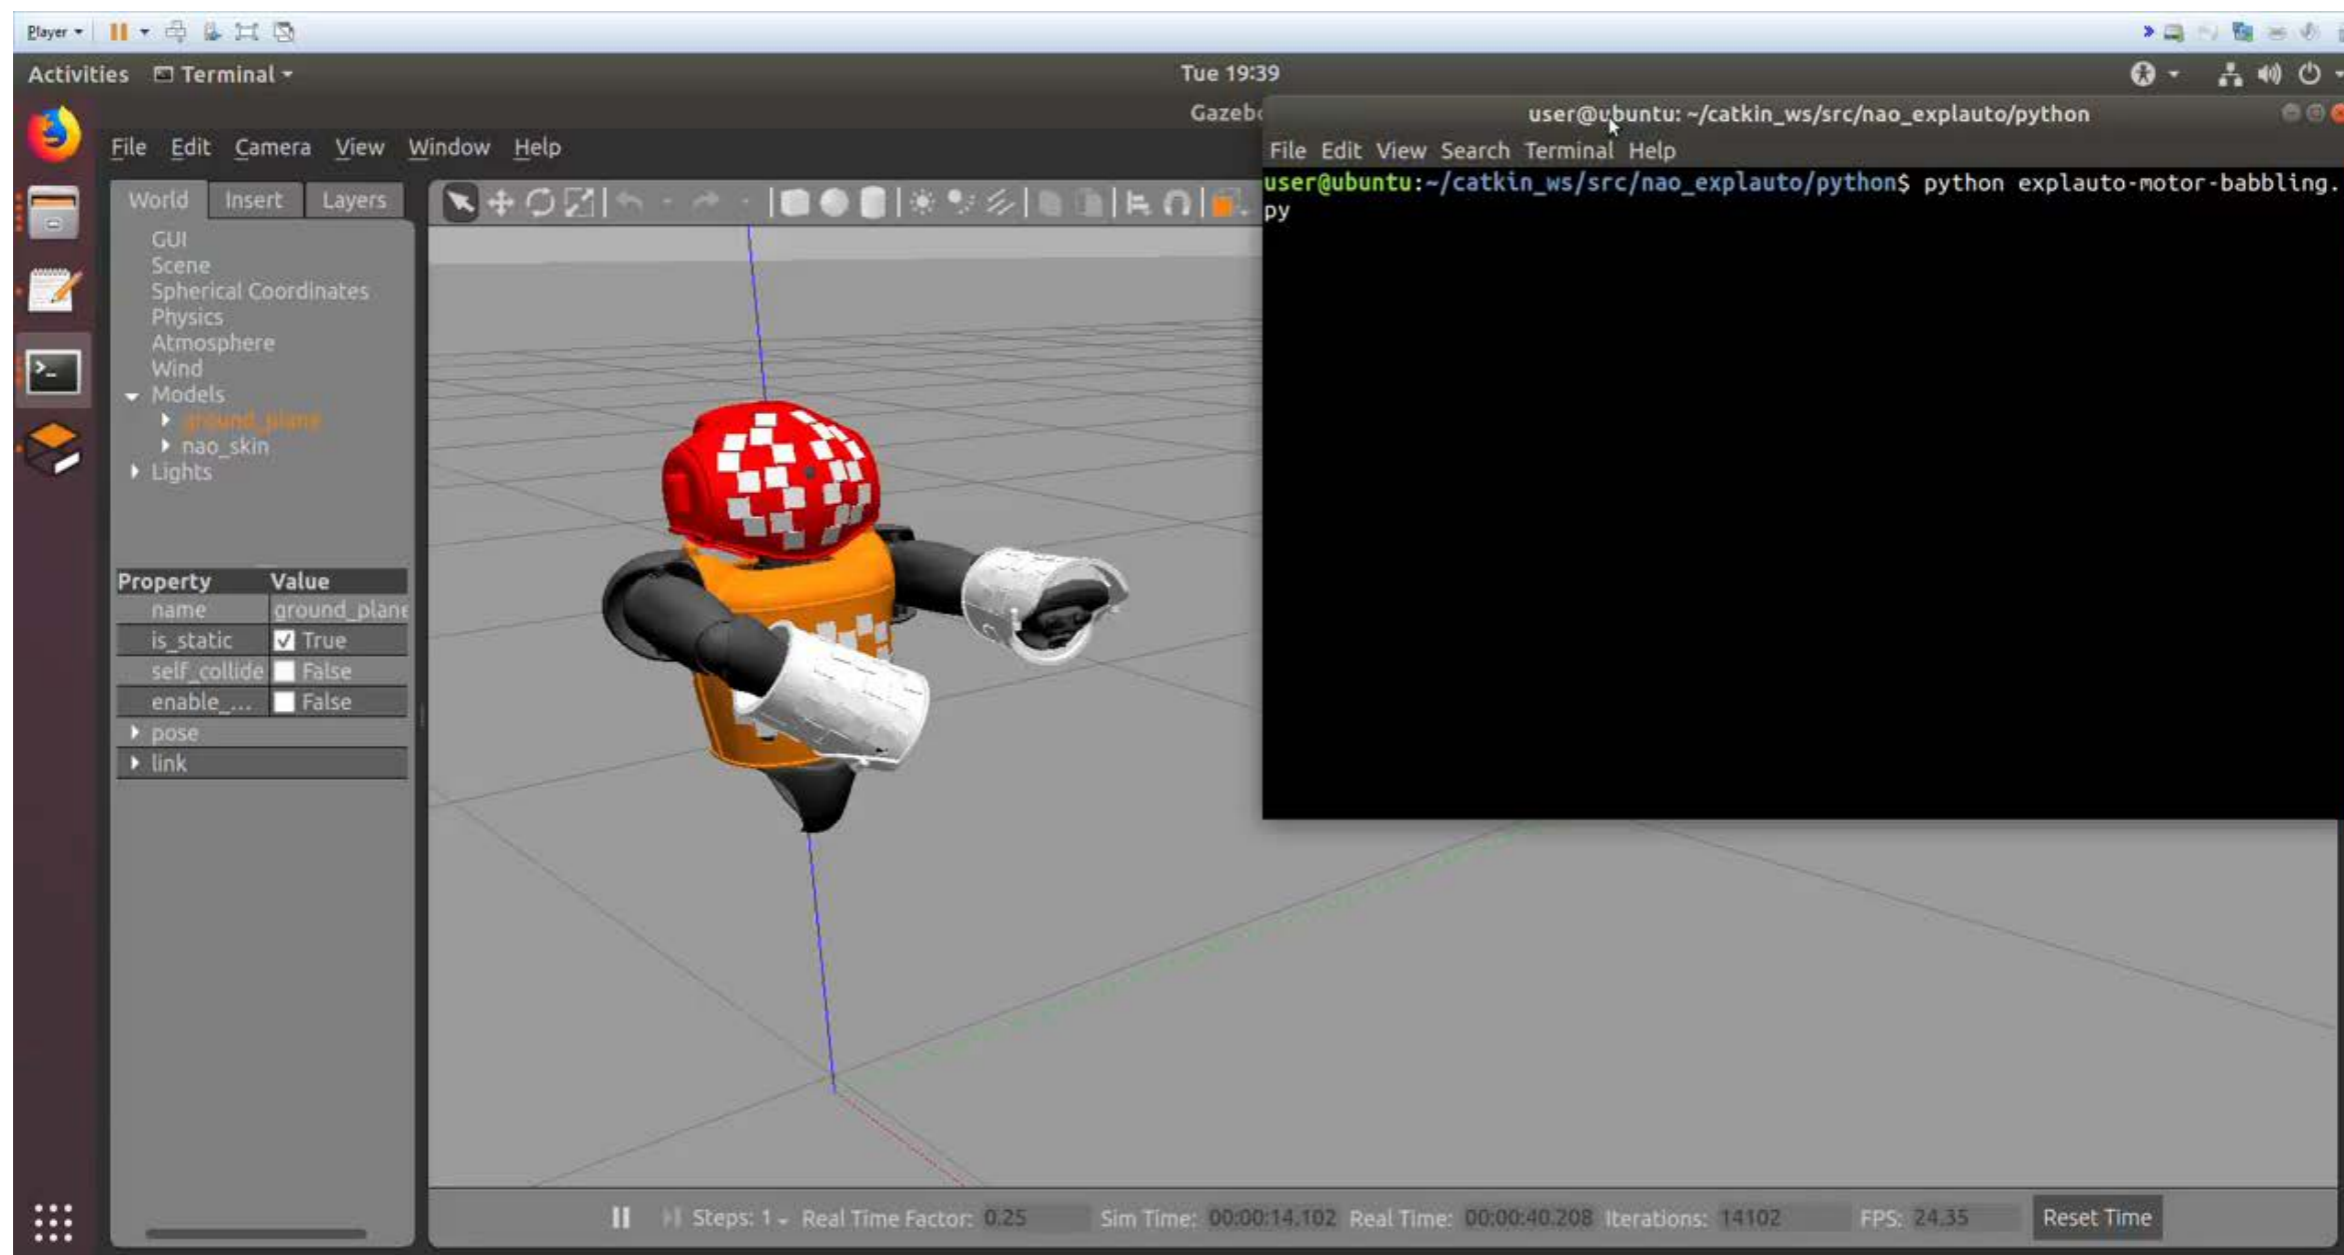 Player
Activities Terminal Tue 19:39
Gazebo
user@ubuntu: ~/catkin_ws/src/nao_explauto/python
File Edit Camera View Window Help
File Edit View Search Terminal Help
user@ubuntu:~/catkin_ws/src/nao_explauto/python$ python explauto-motor-babbling.
py
World Insert Layers
GUI
Scene
Spherical Coordinates
Physics
Atmosphere
Wind
Models
ground_plane
nao_skin
Lights
Property Value
name ground_plane
is_static True
self_collide False
enable_... False
pose
link
Steps: 1 Real Time Factor: 0.25 Sim Time: 00:00:14.102 Real Time: 00:00:40.208 Iterations: 14102 FPS: 24.35 Reset Time